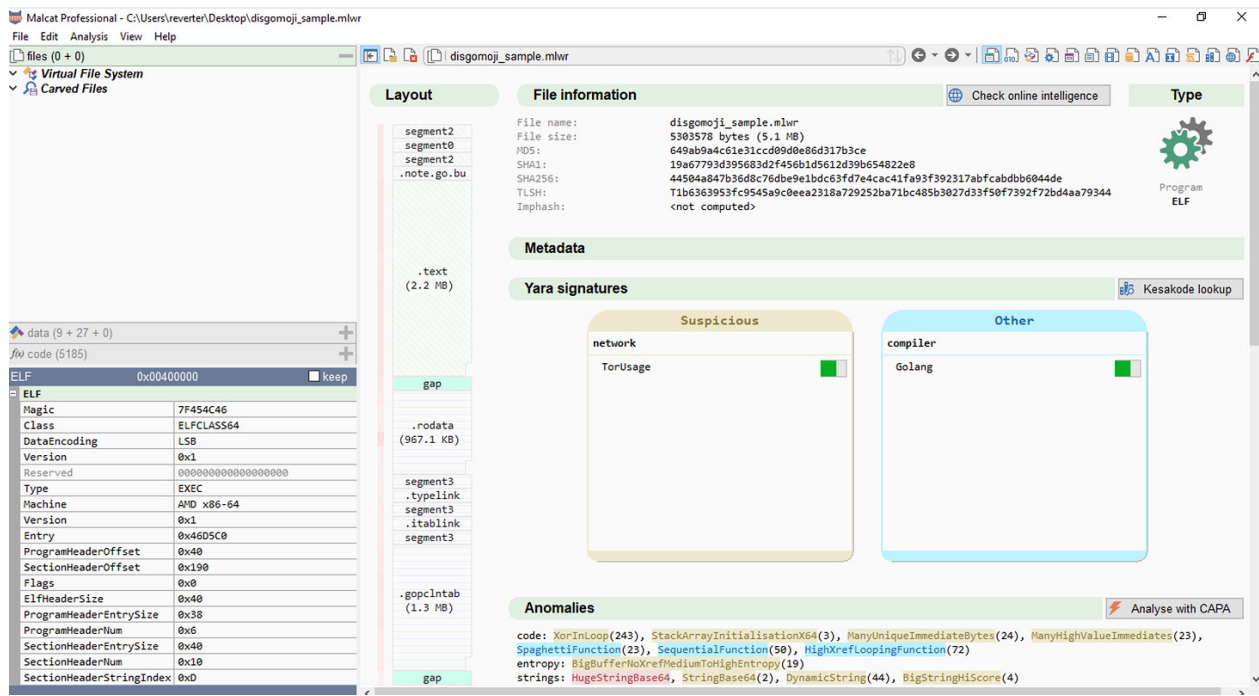 Malcat Professional - C:\Users\reverter\Desktop\disgomoji_sample.mlwr
File Edit Analysis View Help
files (0 + 0)
disgomoji_sample.mlwr
Virtual File System
Carved Files
data (9 + 27 + 0)
f(x) code (5185)
ELF 0x00400000 keep
ELF
Magic 7F454C46
Class ELFCLASS64
DataEncoding LSB
Version 0x1
Reserved 000000000000000000
Type EXEC
Machine AMD x86-64
Version 0x1
Entry 0x46D5C0
ProgramHeaderOffset 0x40
SectionHeaderOffset 0x190
Flags 0x0
ElfHeaderSize 0x40
ProgramHeaderEntrySize 0x38
ProgramHeaderNum 0x6
SectionHeaderEntrySize 0x40
SectionHeaderNum 0x10
SectionHeaderStringIndex 0xD
Layout
segment2
segment0
segment2
.note.go.bu
.text
(2.2 MB)
gap
.rodata
(967.1 KB)
segment3
.typelink
segment3
.itablink
segment3
.gopclntab
(1.3 MB)
gap
File information
Check online intelligence
File name: disgomoji_sample.mlwr
File size: 5303578 bytes (5.1 MB)
MD5: 649ab9a4c61e31ccd09d0e86d317b3ce
SHA1: 19a67793d395683d2f456b1d5612d39b654822e8
SHA256: 44504a847b36d8c76dbe9e1bdc63fd7e4cac41fa93f392317abfcabdbb6044de
TLSH: T1b6363953fc9545a9c0eea2318a729252ba71bc485b3027d33f50f7392f72bd4aa79344
Imphash: <not computed>
Type
Program
ELF
Metadata
Yara signatures
Kesakode lookup
Suspicious
network
TorUsage
Other
compiler
Golang
Anomalies
Analyse with CAPA
code: XorInLoop(243), StackArrayInitialisationX64(3), ManyUniqueImmediateBytes(24), ManyHighValueImmediates(23),
SpaghettiFunction(23), SequentialFunction(50), HighXrefLoopingFunction(72)
entropy: BigBufferNoXrefMediumToHighEntropy(19)
strings: HugeStringBase64, StringBase64(2), DynamicString(44), BigStringHiScore(4)